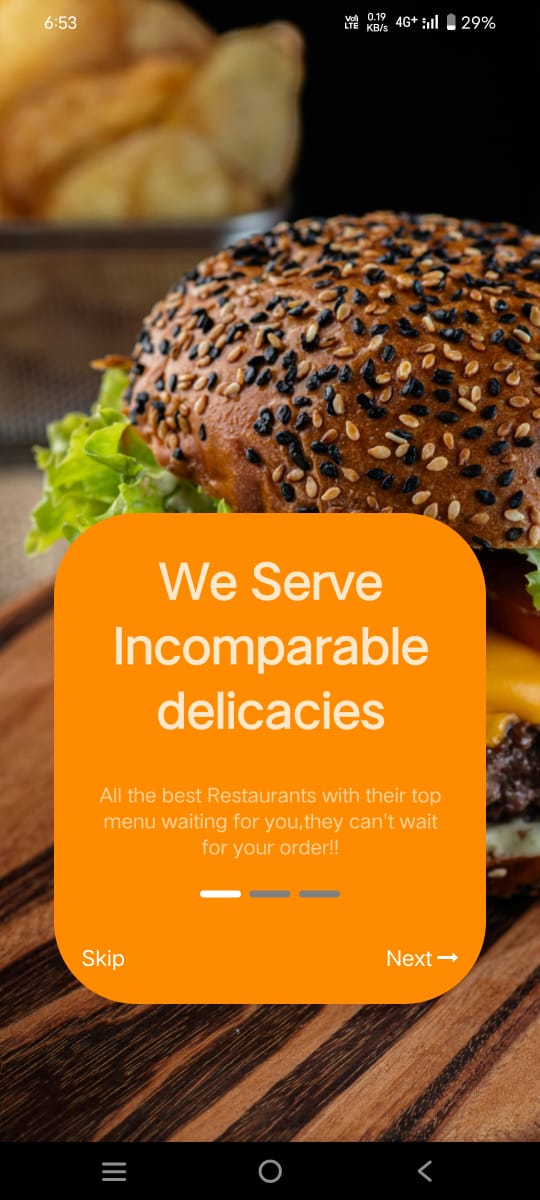 6:53 VoI) LTE 0.19 KB/s 4G+ 29%
We Serve
Incomparable
delicacies
All the best Restaurants with their top
menu waiting for you,they can't wait
for your order!!
Skip Next